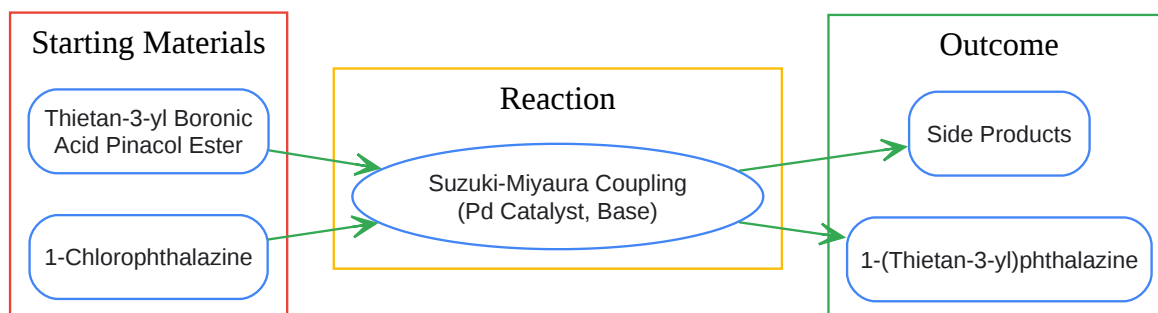 Starting Materials
Thietan-3-yl Boronic
Acid Pinacol Ester
1-Chlorophthalazine
Reaction
Suzuki-Miyaura Coupling
(Pd Catalyst, Base)
Outcome
Side Products
1-(Thietan-3-yl)phthalazine